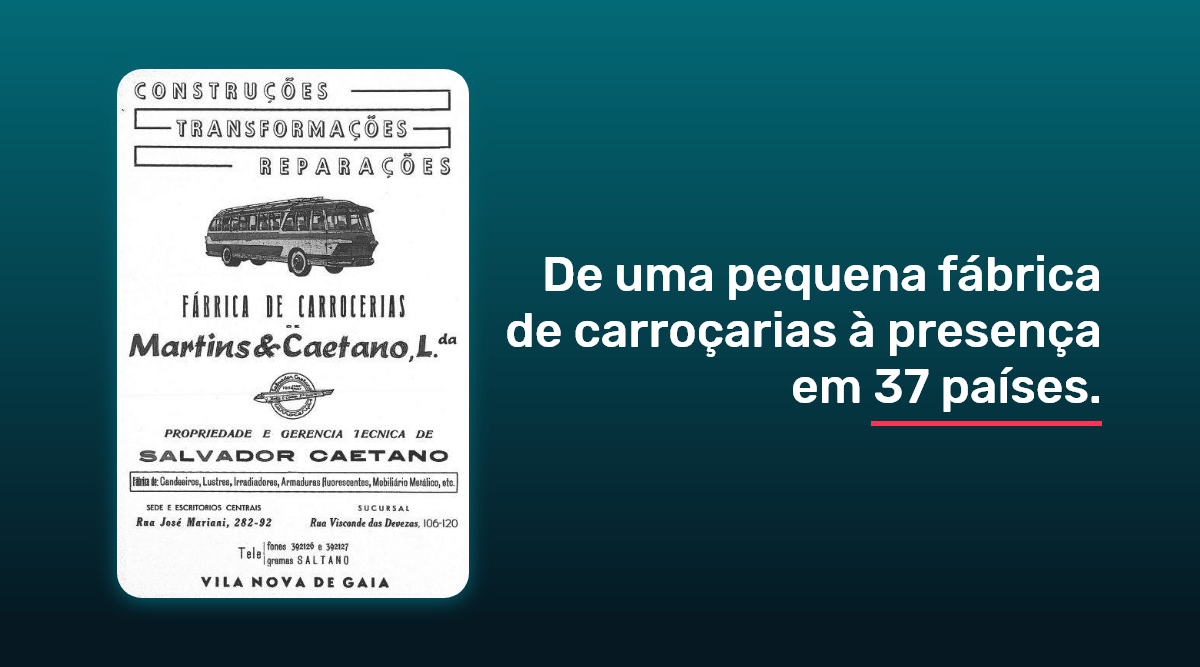 CONSTRUÇÕES
TRANSFORMAÇÕES
REPARAÇÕES
FÁBRICA DE CARROCERIAS
DE
Martins & Caetano, L.da
Salvador Caetano
PROPRIEDADE E GERENCIA TECNICA DE
SALVADOR CAETANO
Fábrica de: Candeeiros, Lustres, Irradiadores, Armaduras fluorescentes, Mobiliário Metálico, etc.
SEDE E ESCRITORIOS CENTRAIS
Rua José Mariani, 282-92
SUCURSAL
Rua Visconde das Devezas, 106-120
Tele
fones 392126 e 392127
gramas SALTANO
VILA NOVA DE GAIA
De uma pequena fábrica
de carroçarias à presença
em 37 países.